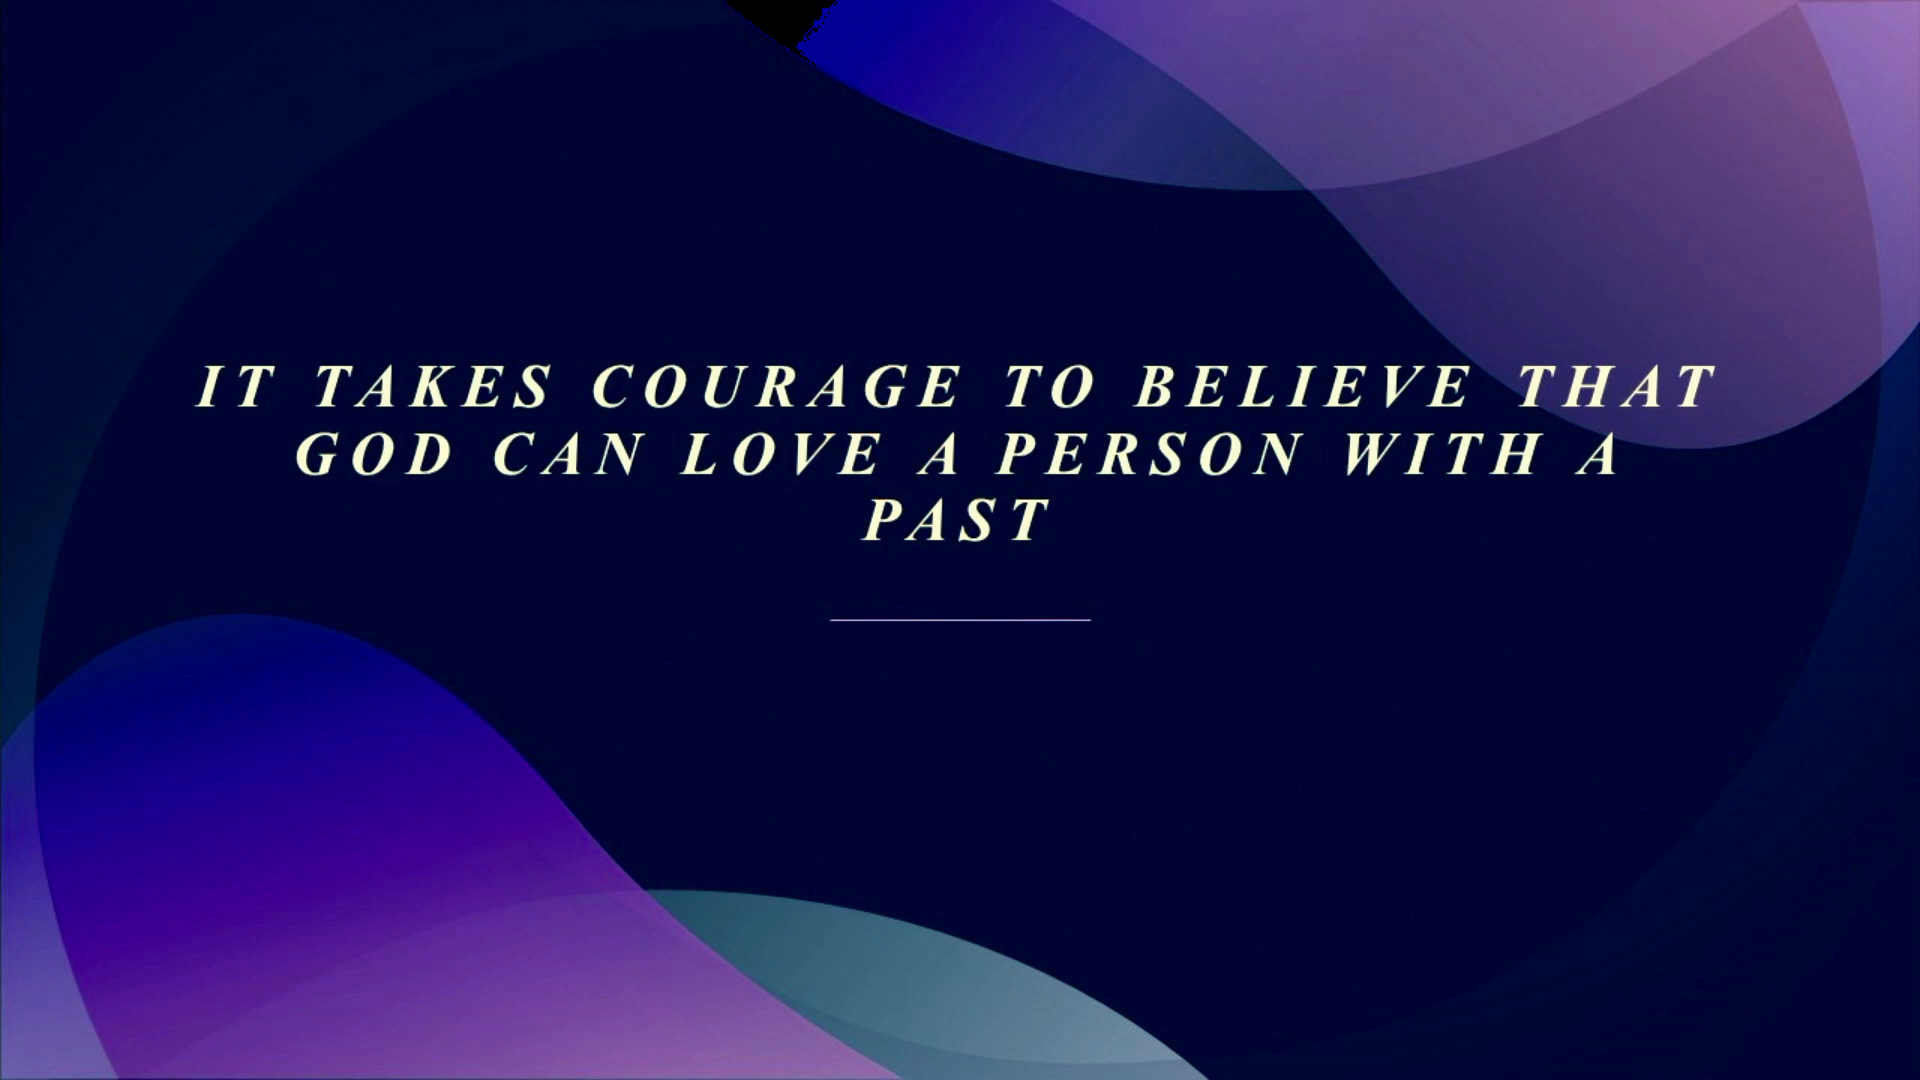 IT TAKES COURAGE TO BELIEVE THAT
GOD CAN LOVE A PERSON WITH A
PAST